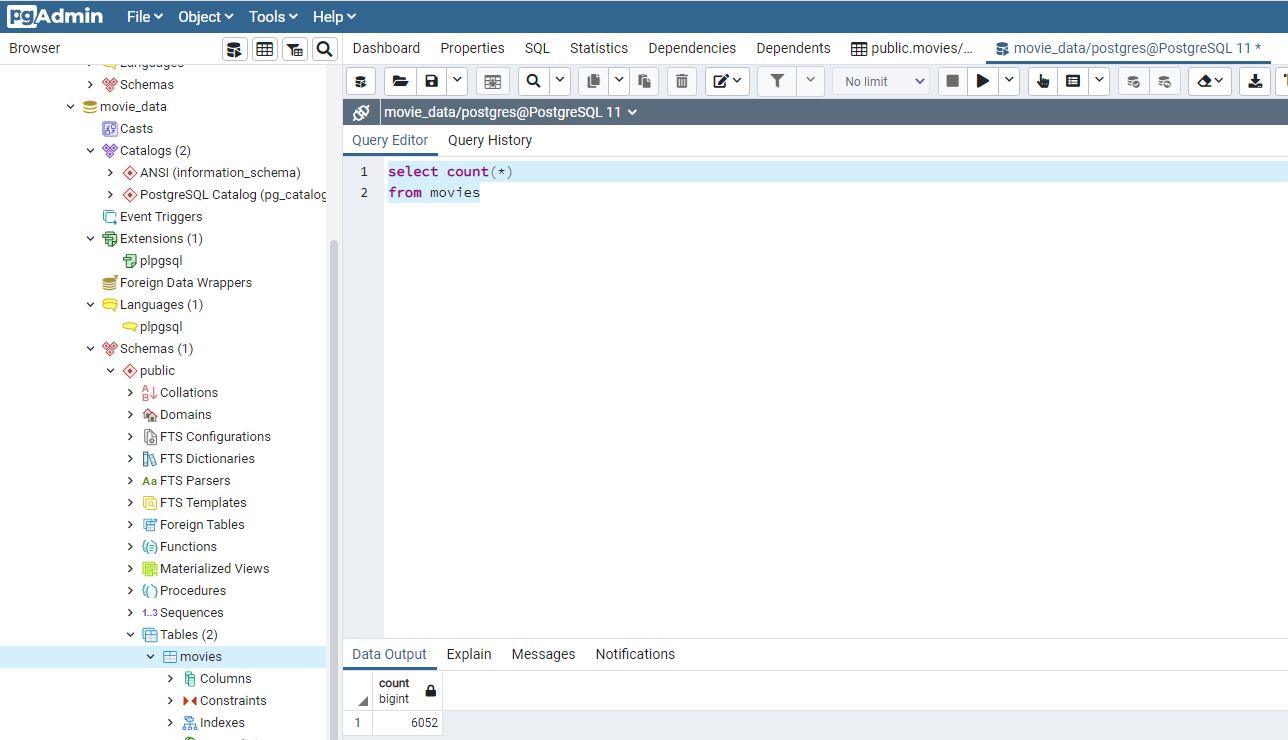 pgAdmin File Object Tools Help
Browser
Dashboard Properties SQL Statistics Dependencies Dependents public.movies/... movie_data/postgres@PostgreSQL 11 *
Schemas
movie_data
Casts
Catalogs (2)
ANSI (information_schema)
PostgreSQL Catalog (pg_catalog
Event Triggers
Extensions (1)
plpgsql
Foreign Data Wrappers
Languages (1)
plpgsql
Schemas (1)
public
Collations
Domains
FTS Configurations
FTS Dictionaries
Aa FTS Parsers
FTS Templates
Foreign Tables
Functions
Materialized Views
Procedures
1..3 Sequences
Tables (2)
movies
Columns
Constraints
Indexes
No limit
movie_data/postgres@PostgreSQL 11
Query Editor Query History
1 select count(*)
2 from movies
Data Output Explain Messages Notifications
count
bigint
1 6052